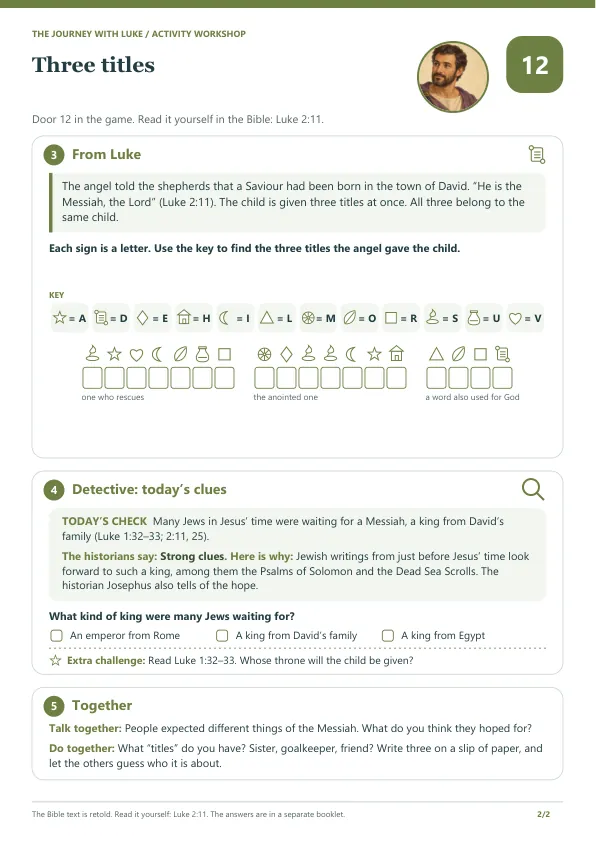 THE JOURNEY WITH LUKE / ACTIVITY WORKSHOP
Three titles
12
Door 12 in the game. Read it yourself in the Bible: Luke 2:11.
3 From Luke
The angel told the shepherds that a Saviour had been born in the town of David. “He is the
Messiah, the Lord” (Luke 2:11). The child is given three titles at once. All three belong to the
same child.
Each sign is a letter. Use the key to find the three titles the angel gave the child.
KEY
= A = D = E = H = I = L = M = O = R = S = U = V
one who rescues the anointed one a word also used for God
4 Detective: today’s clues
TODAY’S CHECK Many Jews in Jesus’ time were waiting for a Messiah, a king from David’s
family (Luke 1:32–33; 2:11, 25).
The historians say: Strong clues. Here is why: Jewish writings from just before Jesus’ time look
forward to such a king, among them the Psalms of Solomon and the Dead Sea Scrolls. The
historian Josephus also tells of the hope.
What kind of king were many Jews waiting for?
An emperor from Rome A king from David’s family A king from Egypt
Extra challenge: Read Luke 1:32–33. Whose throne will the child be given?
5 Together
Talk together: People expected different things of the Messiah. What do you think they hoped for?
Do together: What “titles” do you have? Sister, goalkeeper, friend? Write three on a slip of paper, and
let the others guess who it is about.
The Bible text is retold. Read it yourself: Luke 2:11. The answers are in a separate booklet. 2/2